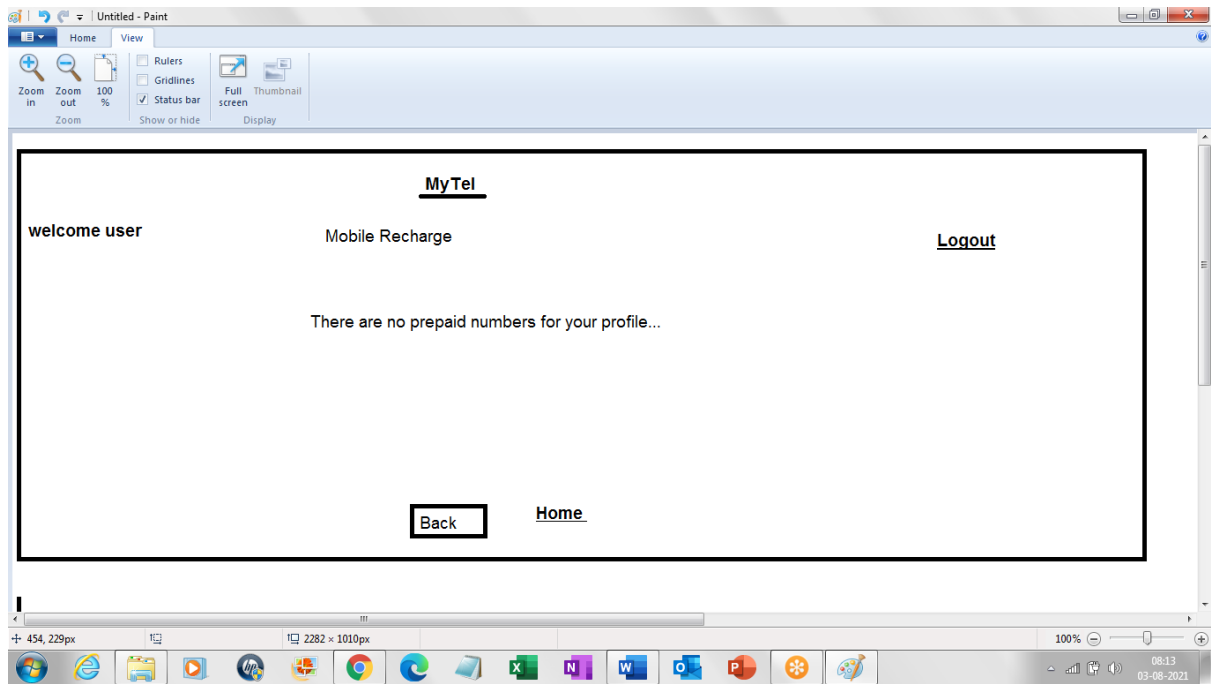 Untitled - Paint
Home View
Zoom in
Zoom out
100 %
Zoom
Rulers
Gridlines
Status bar
Show or hide
Full screen
Thumbnail
Display
MyTel
welcome user
Mobile Recharge
Logout
There are no prepaid numbers for your profile...
Back
Home
454, 229px
2282 × 1010px
100%
08:13
03-08-2021